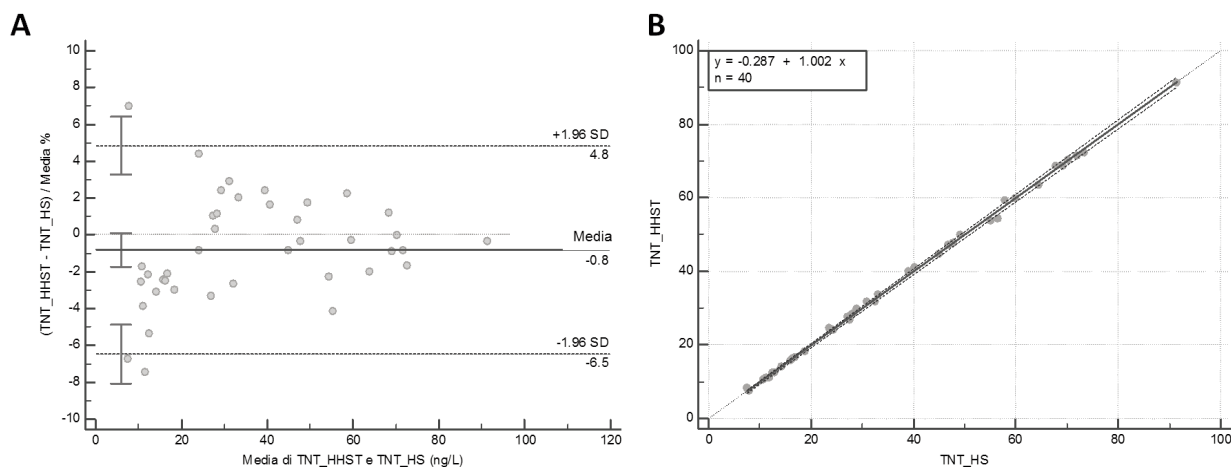 A
10
8
6
4
2
0
-2
-4
-6
-8
-10
(TNT_HHST - TNT_HS) / Media %
+1.96 SD
4.8
Media
-0.8
-1.96 SD
-6.5
0 20 40 60 80 100 120
Media di TNT_HHST e TNT_HS (ng/L)
B
y = -0.287 + 1.002 x
n = 40
100
80
60
40
20
0
TNT_HHST
0 20 40 60 80 100
TNT_HS